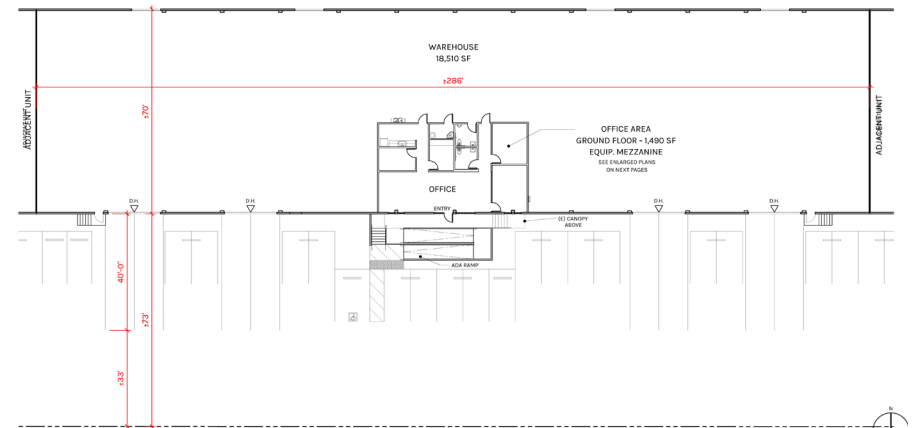 WAREHOUSE
18,510 SF
±286'
±70'
ADJACENT UNIT
ADJACENT UNIT
OFFICE AREA
GROUND FLOOR - 1,490 SF
EQUIP. MEZZANINE
SEE ENLARGED PLANS
ON NEXT PAGES
OFFICE
ENTRY
D.H.
D.H.
D.H.
D.H.
(E) CANOPY
ABOVE
ADA RAMP
40'-0"
±73'
±33'
N